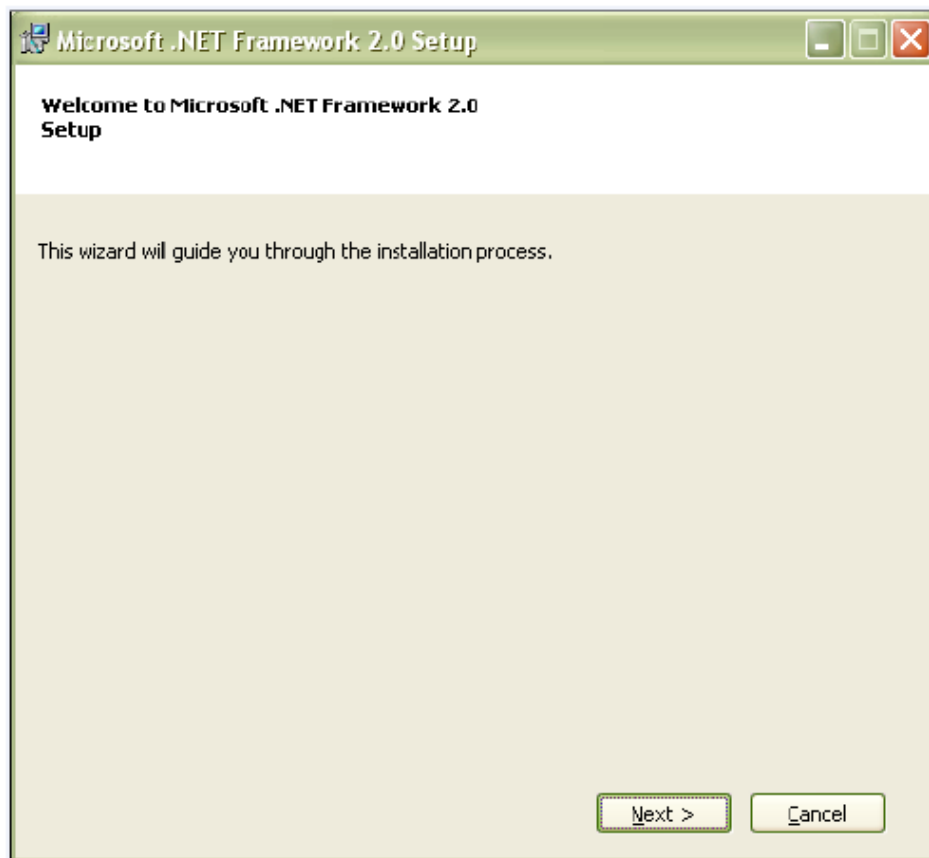 Microsoft .NET Framework 2.0 Setup
Welcome to Microsoft .NET Framework 2.0
Setup
This wizard will guide you through the installation process.
Next >
Cancel